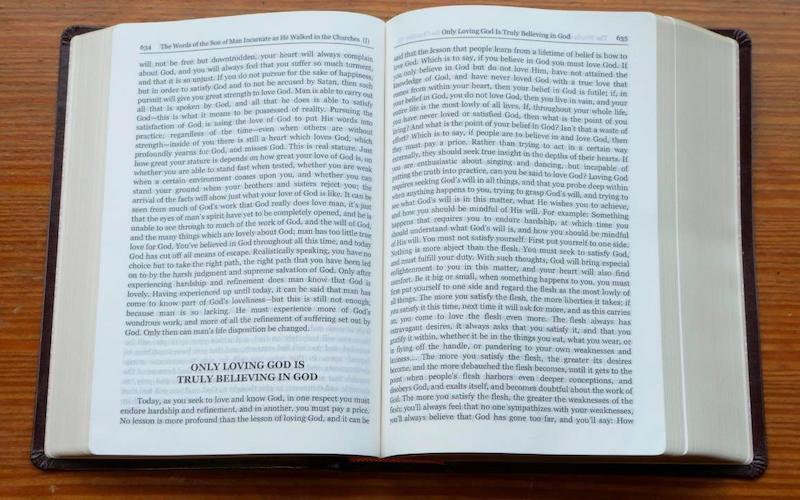 634 The Words of the Son of Man Incarnate as He Walked in the Churches (I)
will not be free but downtrodden, your heart will always complain
about God, and you will always feel that you suffer so much torment,
and that it is so unjust. If you do not pursue for the sake of happiness,
but in order to satisfy God and to not be accused by Satan, then such
pursuit will give you great strength to love God. Man is able to carry out
all that is spoken by God, and all that he does is able to satisfy
God—this is what it means to be possessed of reality. Pursuing the
satisfaction of God is using the love of God to put His words into
practice; regardless of the time—even when others are without
strength—inside of you there is still a heart which loves God, which
profoundly yearns for God, and misses God. This is real stature. Just
how great your stature is depends on how great your love of God is, on
whether you are able to stand fast when tested, whether you are weak
when a certain environment comes upon you, and whether you can
stand your ground when your brothers and sisters reject you; the
arrival of the facts will show just what your love of God is like. It can be
seen from much of God's work that God really does love man, it's just
that the eyes of man's spirit have yet to be completely opened, and he is
unable to see through to much of the work of God, and the will of God,
and the many things which are lovely about God; man has too little true
love for God. You've believed in God throughout all this time, and today
God has cut off all means of escape. Realistically speaking, you have no
choice but to take the right path, the right path that you have been led
on to by the harsh judgment and supreme salvation of God. Only after
experiencing hardship and refinement does man know that God is
lovely. Having experienced up until today, it can be said that man has
come to know part of God's loveliness—but this is still not enough,
because man is so lacking. He must experience more of God's
wondrous work, and more of all the refinement of suffering set out by
God. Only then can man's life disposition be changed.
ONLY LOVING GOD IS
TRULY BELIEVING IN GOD
Today, as you seek to love and know God, in one respect you must
endure hardship and refinement, and in another, you must pay a price.
No lesson is more profound than the lesson of loving God, and it can be
Only Loving God Is Truly Believing in God 635
said that the lesson that people learn from a lifetime of belief is how to
love God. Which is to say, if you believe in God you must love God. If
you only believe in God but do not love Him, have not attained the
knowledge of God, and have never loved God with a true love that
comes from within your heart, then your belief in God is futile; if, in
your belief in God, you do not love God, then you live in vain, and your
entire life is the most lowly of all lives. If, throughout your whole life,
you have never loved or satisfied God, then what is the point of you
living? And what is the point of your belief in God? Isn't that a waste of
effort? Which is to say, if people are to believe in and love God, then
they must pay a price. Rather than trying to act in a certain way
externally, they should seek true insight in the depths of their hearts. If
you are enthusiastic about singing and dancing, but incapable of
putting the truth into practice, can you be said to love God? Loving God
requires seeking God's will in all things, and that you probe deep within
when anything happens to you, trying to grasp God's will, and trying to
see what God's will is in this matter, what He wishes you to achieve,
and how you should be mindful of His will. For example: Something
happens that requires you to endure hardship, at which time you
should understand what God's will is, and how you should be mindful
of His will. You must not satisfy yourself: First put yourself to one side.
Nothing is more abject than the flesh. You must seek to satisfy God,
and must fulfill your duty. With such thoughts, God will bring special
enlightenment to you in this matter, and your heart will also find
comfort. Be it big or small, when something happens to you, you must
first put yourself to one side and regard the flesh as the most lowly of
all things. The more you satisfy the flesh, the more liberties it takes; if
you satisfy it this time, next time it will ask for more, and as this carries
on, you come to love the flesh even more. The flesh always has
extravagant desires, it always asks that you satisfy it, and that you
gratify it within, whether it be in the things you eat, what you wear, or
in flying off the handle, or pandering to your own weaknesses and
laziness…. The more you satisfy the flesh, the greater its desires
become, and the more debauched the flesh becomes, until it gets to the
point when people's flesh harbors even deeper conceptions, and
disobeys God, and exalts itself, and becomes doubtful about the work of
God. The more you satisfy the flesh, the greater the weaknesses of the
flesh; you'll always feel that no one sympathizes with your weaknesses,
you'll always believe that God has gone too far, and you'll say: How